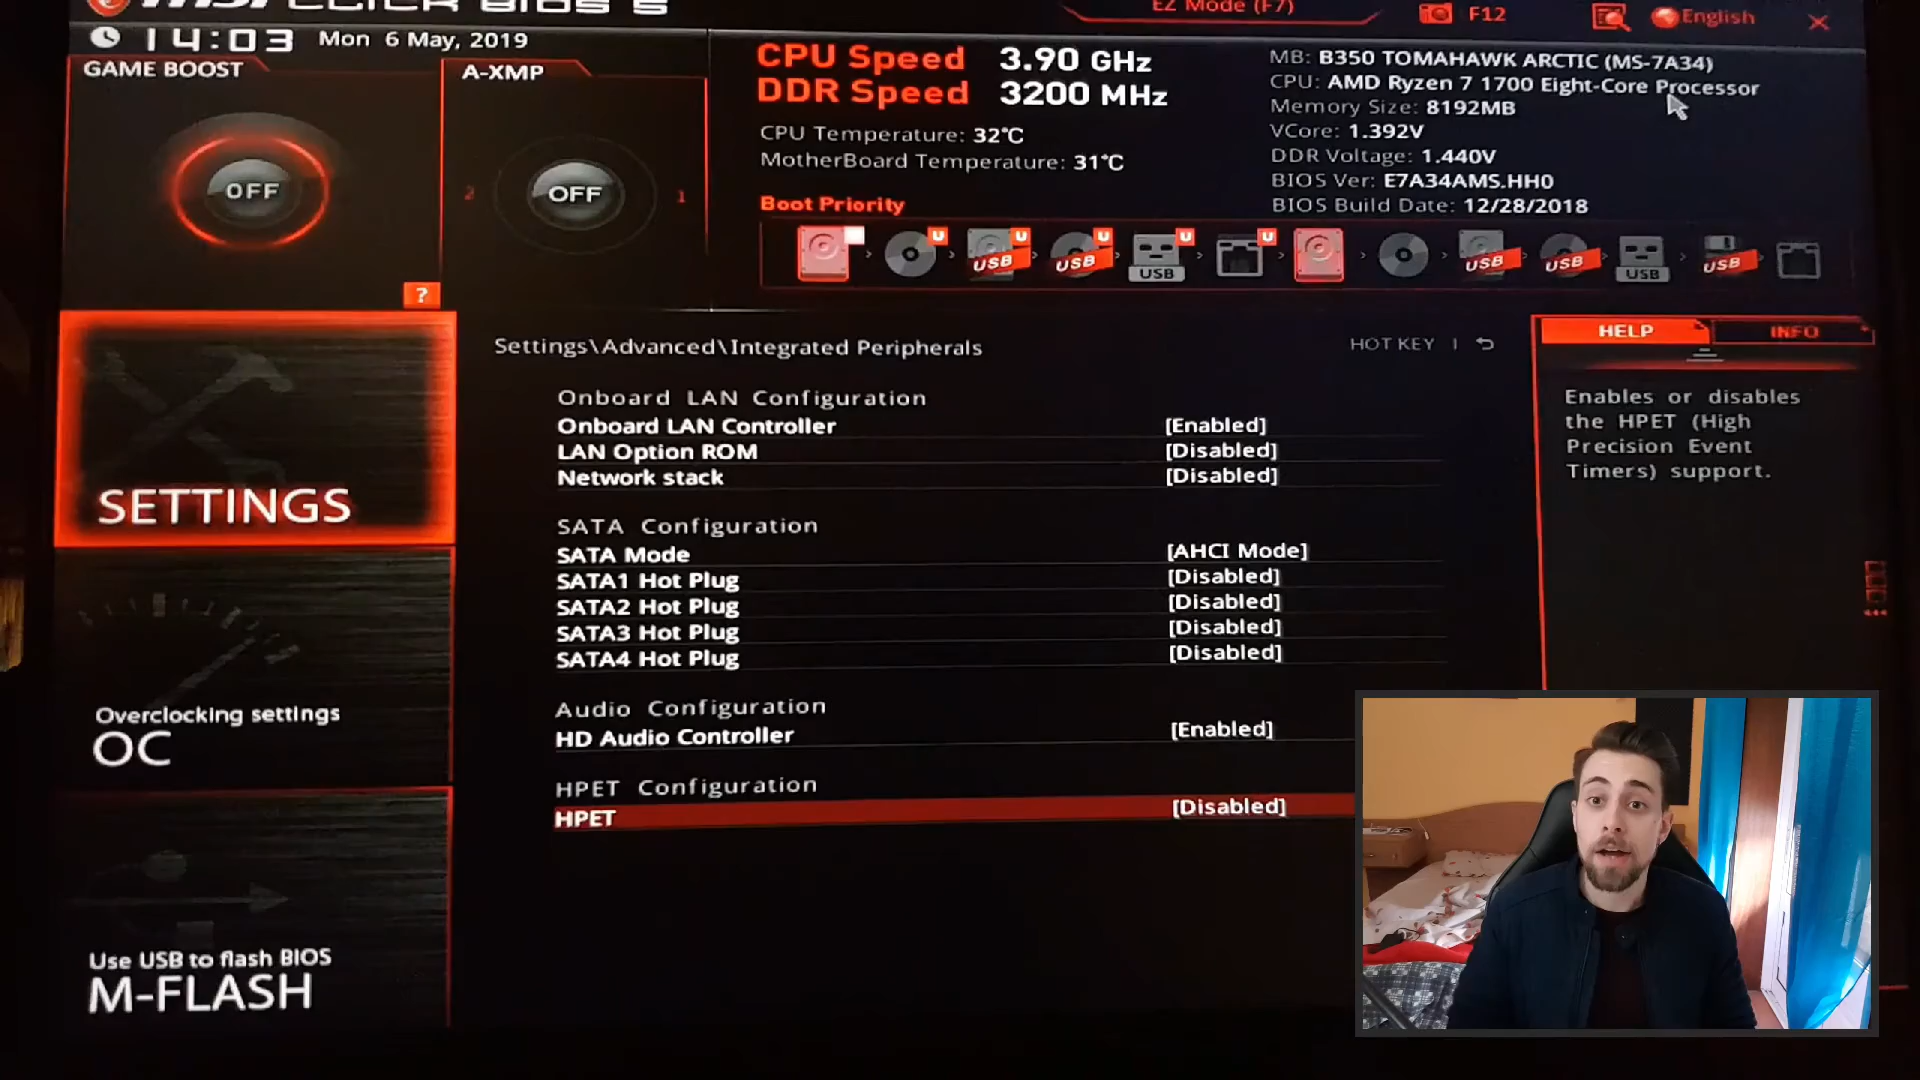 msi CLICK BIOS 5
EZ Mode (F7)
F12
English
14:03 Mon 6 May, 2019
GAME BOOST
OFF
A-XMP
2 OFF 1
?
CPU Speed 3.90 GHz
DDR Speed 3200 MHz
CPU Temperature: 32°C
MotherBoard Temperature: 31°C
MB: B350 TOMAHAWK ARCTIC (MS-7A34)
CPU: AMD Ryzen 7 1700 Eight-Core Processor
Memory Size: 8192MB
VCore: 1.392V
DDR Voltage: 1.440V
BIOS Ver: E7A34AMS.HH0
BIOS Build Date: 12/28/2018
Boot Priority
U U USB U USB U USB U USB USB USB USB
SETTINGS
Overclocking settings
OC
Use USB to flash BIOS
M-FLASH
Settings\Advanced\Integrated Peripherals
HOT KEY
Onboard LAN Configuration
Onboard LAN Controller [Enabled]
LAN Option ROM [Disabled]
Network stack [Disabled]
SATA Configuration
SATA Mode [AHCI Mode]
SATA1 Hot Plug [Disabled]
SATA2 Hot Plug [Disabled]
SATA3 Hot Plug [Disabled]
SATA4 Hot Plug [Disabled]
Audio Configuration
HD Audio Controller [Enabled]
HPET Configuration
HPET [Disabled]
HELP INFO
Enables or disables
the HPET (High
Precision Event
Timers) support.